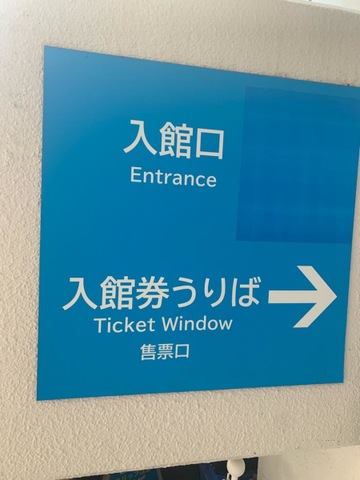 入館口
Entrance
入館券うりば
Ticket Window
售票口